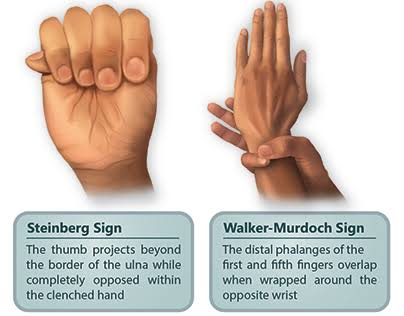 Steinberg Sign
The thumb projects beyond
the border of the ulna while
completely opposed within
the clenched hand
Walker-Murdoch Sign
The distal phalanges of the
first and fifth fingers overlap
when wrapped around the
opposite wrist